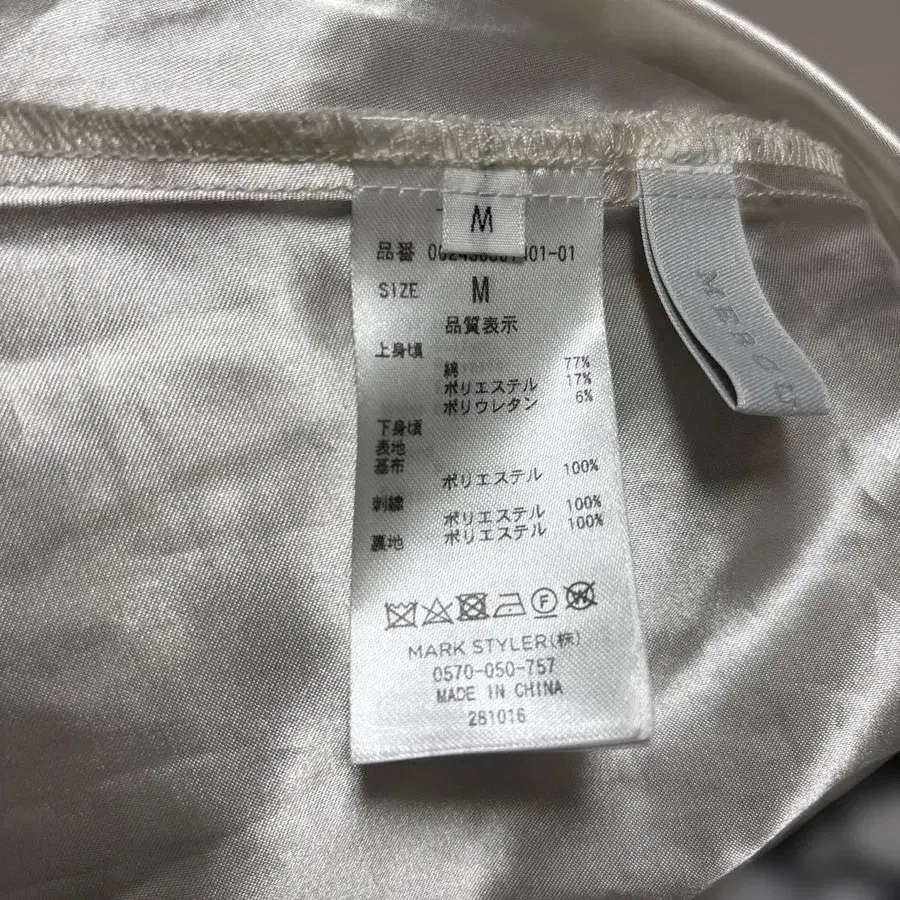 M
品番
SIZE M
品質表示
上身頃
綿 77%
ポリエステル 17%
ポリウレタン 6%
下身頃
表地
基布
ポリエステル 100%
刺繍
ポリエステル 100%
裏地 ポリエステル 100%
MARK STYLER(株)
0570-050-757
MADE IN CHINA
281016